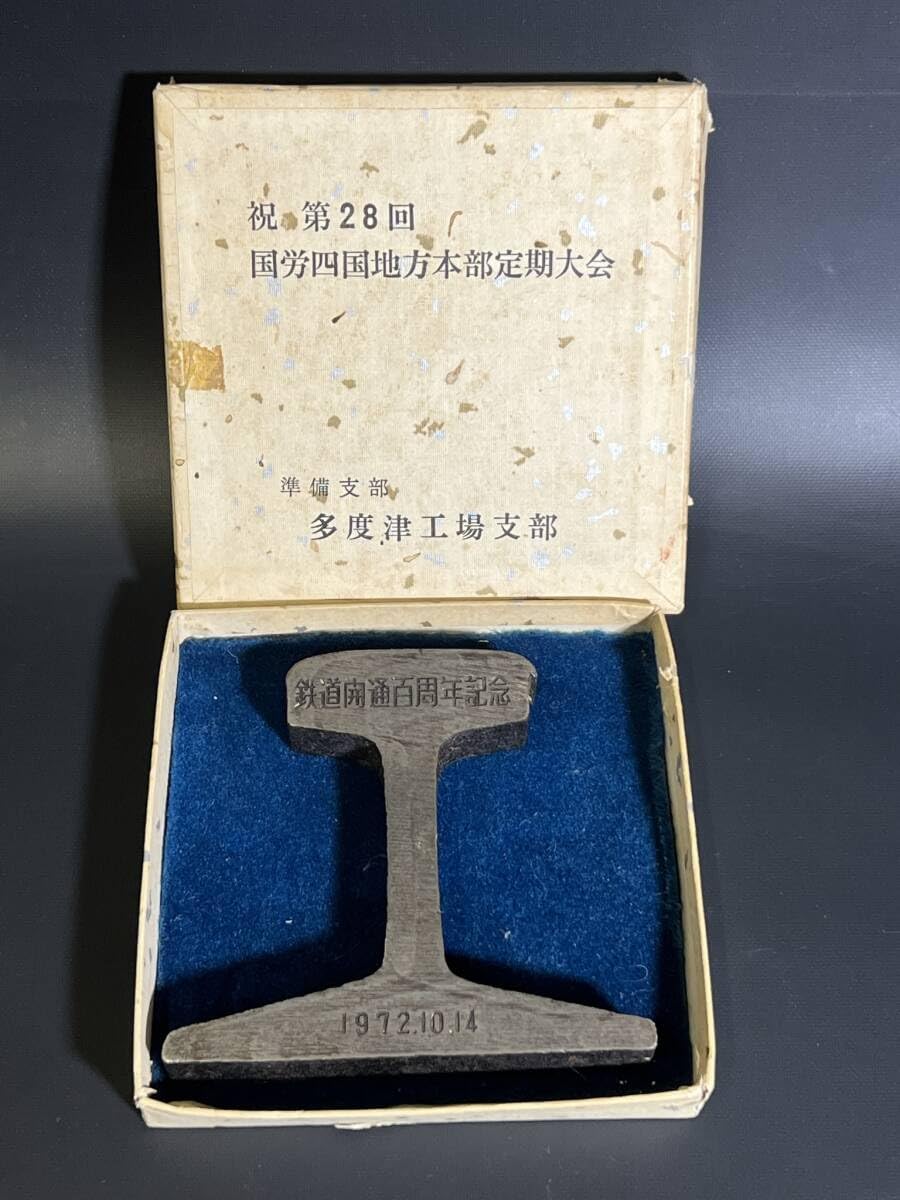 祝 第28回
国労四国地方本部定期大会
準備支部
多度津工場支部
鉄道開通百周年記念
1972.10.14